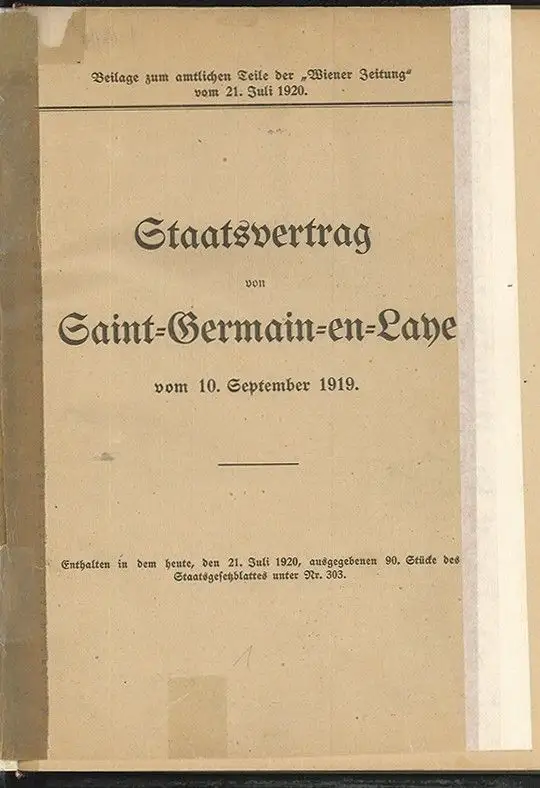 Beilage zum amtlichen Teile der „Wiener Zeitung“
vom 21. Juli 1920.
Staatsvertrag
von
Saint-Germain-en-Laye
vom 10. September 1919.
Enthalten in dem heute, den 21. Juli 1920, ausgegebenen 90. Stücke des
Staatsgesetzblattes unter Nr. 303.